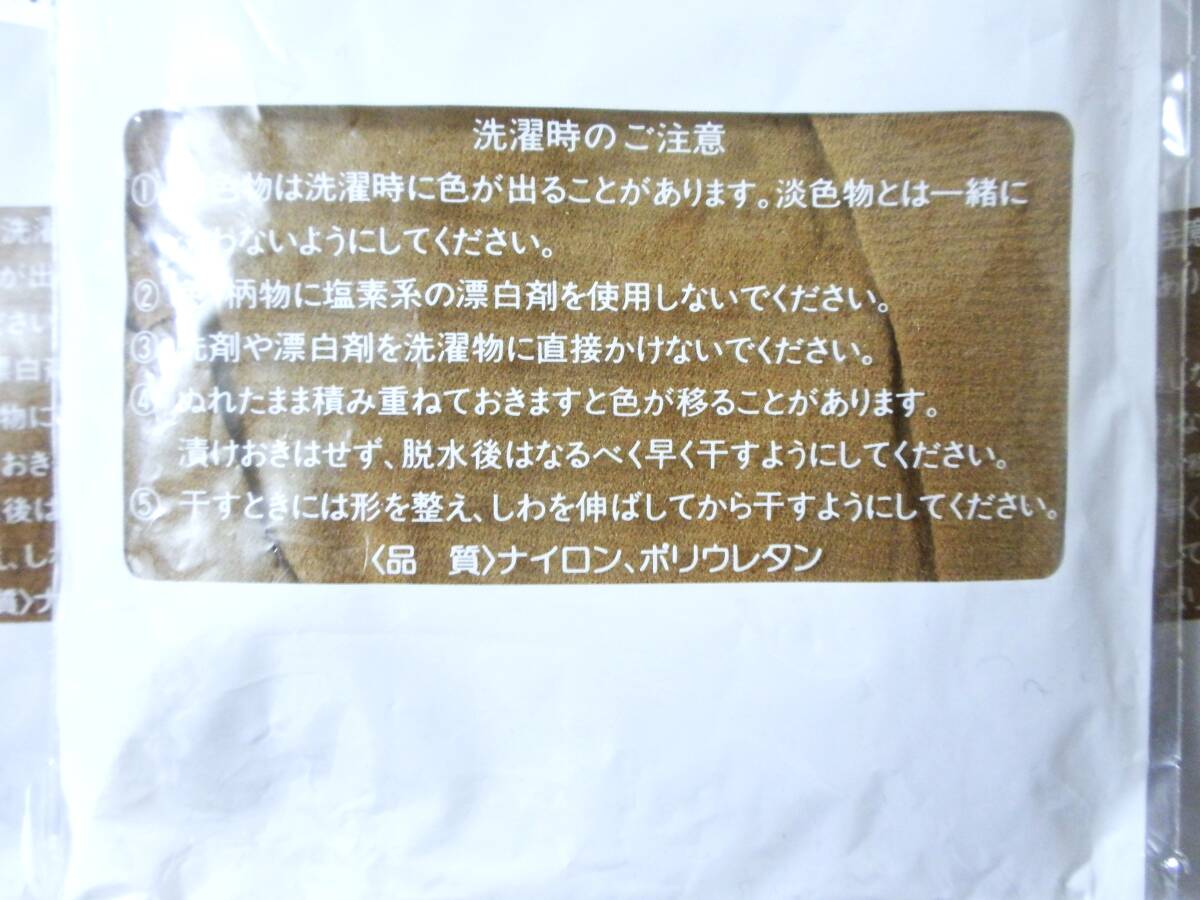 洗濯時のご注意
① 色物は洗濯時に色が出ることがあります。淡色物とは一緒に
わないようにしてください。
② 柄物に塩素系の漂白剤を使用しないでください。
③ 洗剤や漂白剤を洗濯物に直接かけないでください。
④ ぬれたまま積み重ねておきますと色が移ることがあります。
漬けおきはせず、脱水後はなるべく早く干すようにしてください。
⑤ 干すときには形を整え、しわを伸ばしてから干すようにしてください。
〈品 質〉ナイロン、ポリウレタン